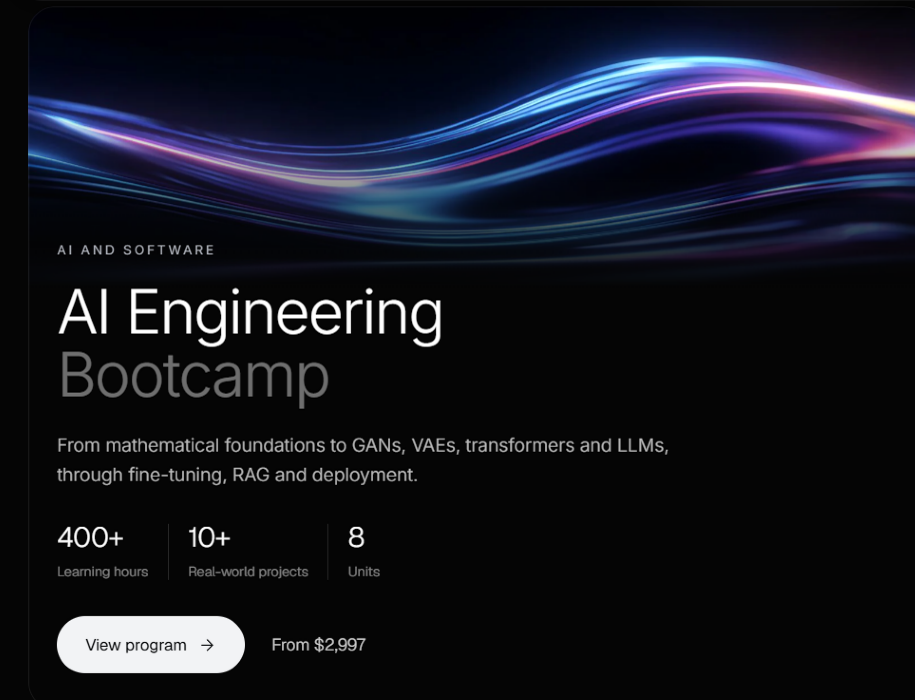 AI AND SOFTWARE
AI Engineering
Bootcamp
From mathematical foundations to GANs, VAEs, transformers and LLMs,
through fine-tuning, RAG and deployment.
400+ 10+ 8
Learning hours Real-world projects Units
View program → From $2,997